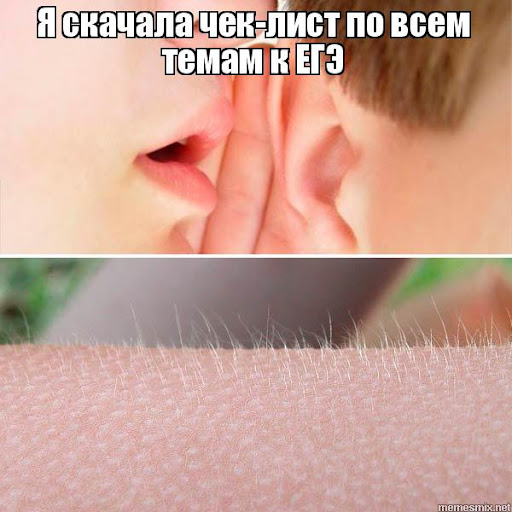 Я скачала чек-лист по всем
темам к ЕГЭ
memesmix.net